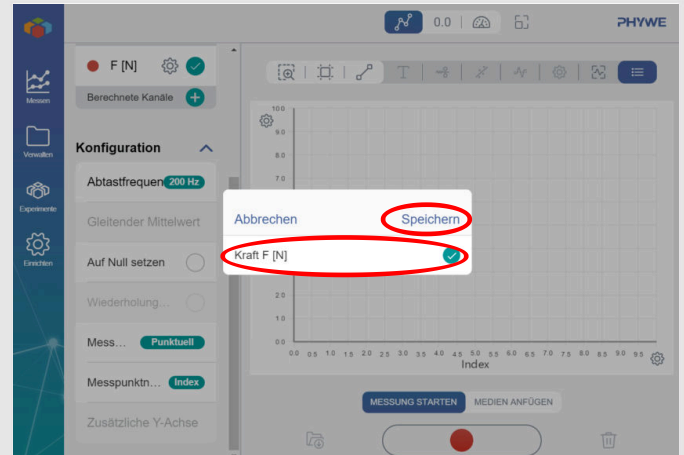 0.0
PHYWE
Messen
Verwalten
Experimente
Einrichten
F [N]
Berechnete Kanäle
Konfiguration
Abtastfrequen 200 Hz
Gleitender Mittelwert
Auf Null setzen
Wiederholung...
Mess... Punktuell
Messpunktn... Index
Zusätzliche Y-Achse
T
10.0
9.0
8.0
7.0
Abbrechen Speichern
Kraft F [N]
2.0
1.0
0.0
0.0 0.5 1.0 1.5 2.0 2.5 3.0 3.5 4.0 4.5 5.0 5.5 6.0 6.5 7.0 7.5 8.0 8.5 9.0 9.5
Index
MESSUNG STARTEN MEDIEN ANFÜGEN